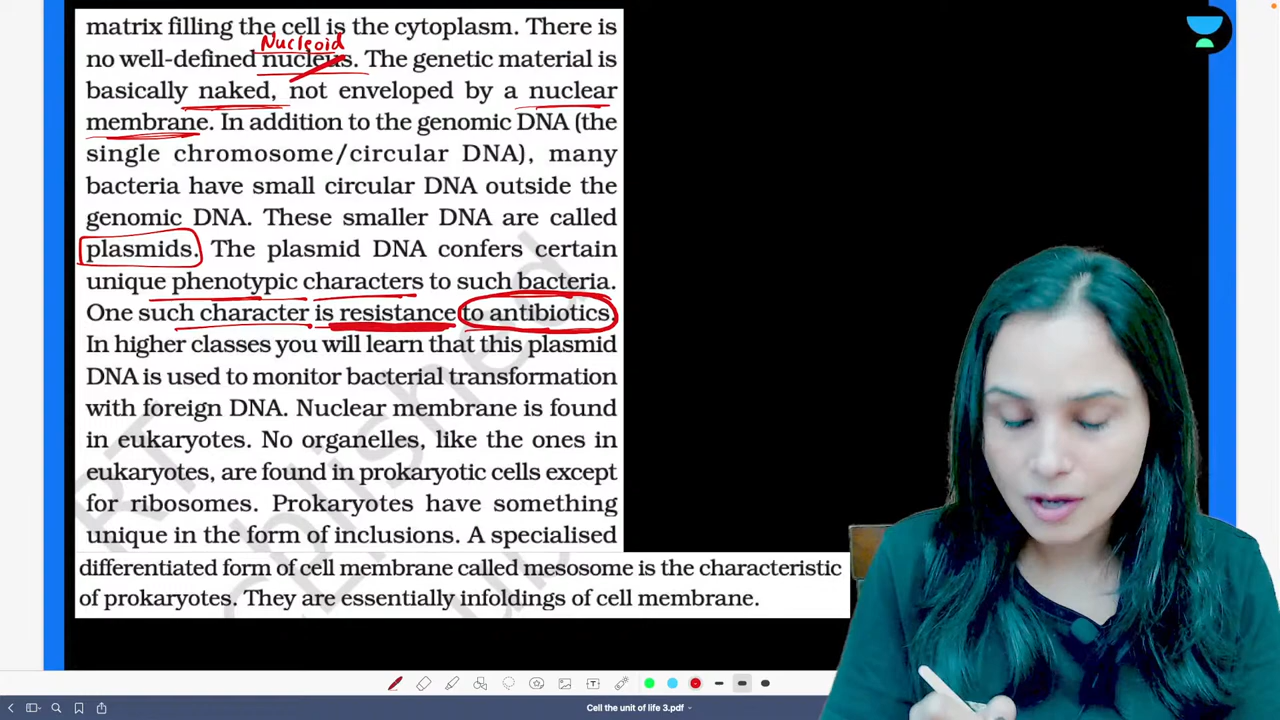 matrix filling the cell is the cytoplasm. There is
Nucleoid
no well-defined nucleus. The genetic material is
basically naked, not enveloped by a nuclear
membrane. In addition to the genomic DNA (the
single chromosome/circular DNA), many
bacteria have small circular DNA outside the
genomic DNA. These smaller DNA are called
plasmids. The plasmid DNA confers certain
unique phenotypic characters to such bacteria.
One such character is resistance to antibiotics.
In higher classes you will learn that this plasmid
DNA is used to monitor bacterial transformation
with foreign DNA. Nuclear membrane is found
in eukaryotes. No organelles, like the ones in
eukaryotes, are found in prokaryotic cells except
for ribosomes. Prokaryotes have something
unique in the form of inclusions. A specialised
differentiated form of cell membrane called mesosome is the characteristic
of prokaryotes. They are essentially infoldings of cell membrane.
Cell the unit of life 3.pdf